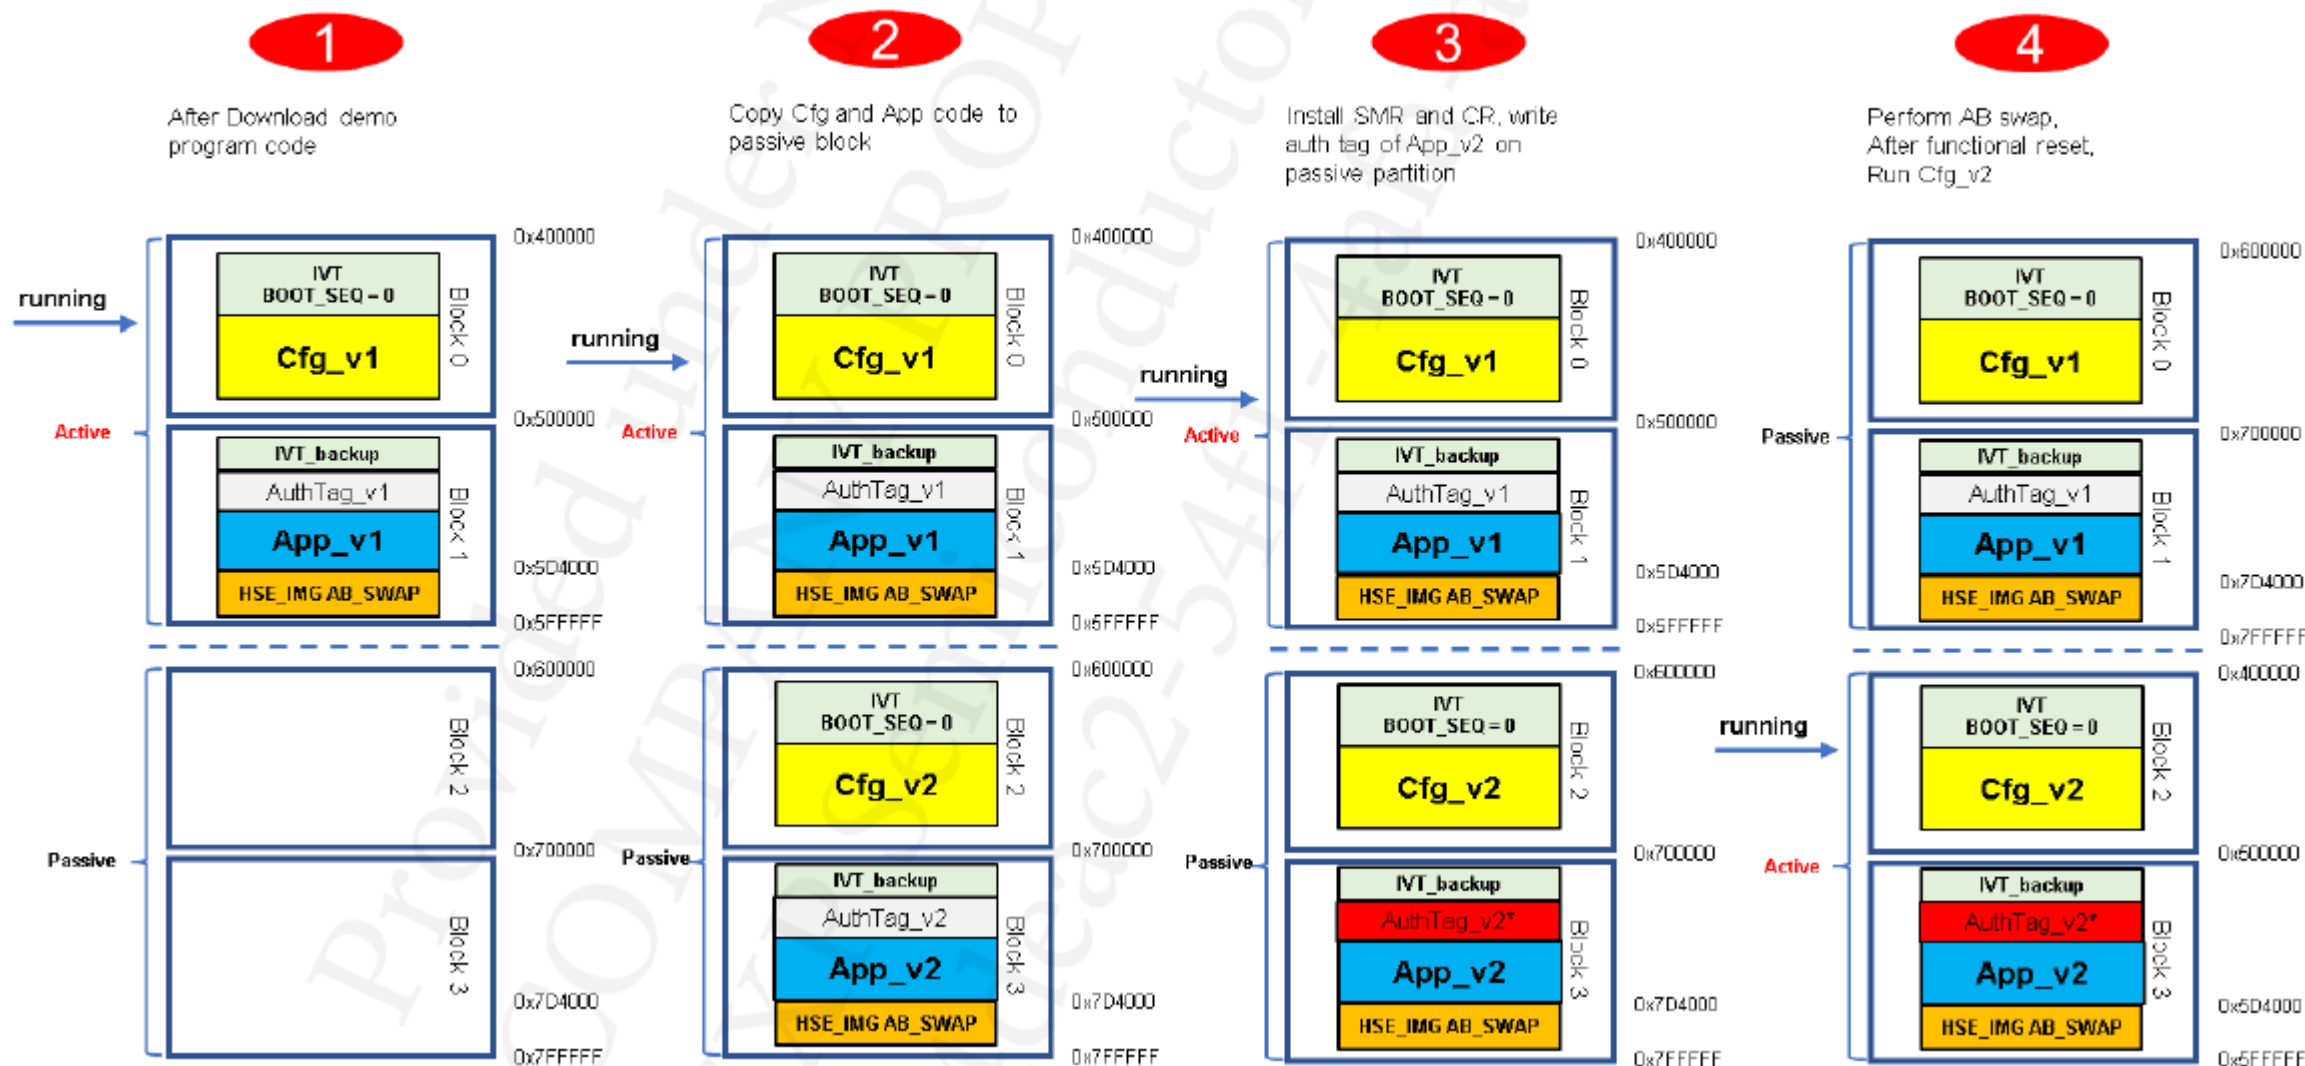 1
After Download demo
program code
running
Active
Passive
IVT
BOOT_SEQ = 0
Cfg_v1
Block 0
IVT_backup
AuthTag_v1
App_v1
HSE_IMG AB_SWAP
Block 1
Block 2
Block 3
0x400000
0x500000
0x5D4000
0x5FFFFF
0x600000
0x700000
0x7D4000
0x7FFFFF
2
Copy Cfg and App code to
passive block
running
Active
Passive
IVT
BOOT_SEQ = 0
Cfg_v1
Block 0
IVT_backup
AuthTag_v1
App_v1
HSE_IMG AB_SWAP
Block 1
IVT
BOOT_SEQ = 0
Cfg_v2
Block 2
IVT_backup
AuthTag_v2
App_v2
HSE_IMG AB_SWAP
Block 3
0x400000
0x500000
0x5D4000
0x5FFFFF
0x600000
0x700000
0x7D4000
0x7FFFFF
3
Install SMR and CR, write
auth tag of App_v2 on
passive partition
running
Active
Passive
IVT
BOOT_SEQ = 0
Cfg_v1
Block 0
IVT_backup
AuthTag_v1
App_v1
HSE_IMG AB_SWAP
Block 1
IVT
BOOT_SEQ = 0
Cfg_v2
Block 2
IVT_backup
AuthTag_v2*
App_v2
HSE_IMG AB_SWAP
Block 3
0x400000
0x500000
0x5D4000
0x5FFFFF
0x600000
0x700000
0x7D4000
0x7FFFFF
4
Perform AB swap,
After functional reset,
Run Cfg_v2
Passive
running
Active
IVT
BOOT_SEQ = 0
Cfg_v1
Block 0
IVT_backup
AuthTag_v1
App_v1
HSE_IMG AB_SWAP
Block 1
IVT
BOOT_SEQ = 0
Cfg_v2
Block 2
IVT_backup
AuthTag_v2*
App_v2
HSE_IMG AB_SWAP
Block 3
0x600000
0x700000
0x7D4000
0x7FFFFF
0x400000
0x500000
0x5D4000
0x5FFFFF
Provided under
COMPANY PROP
Semiconductor